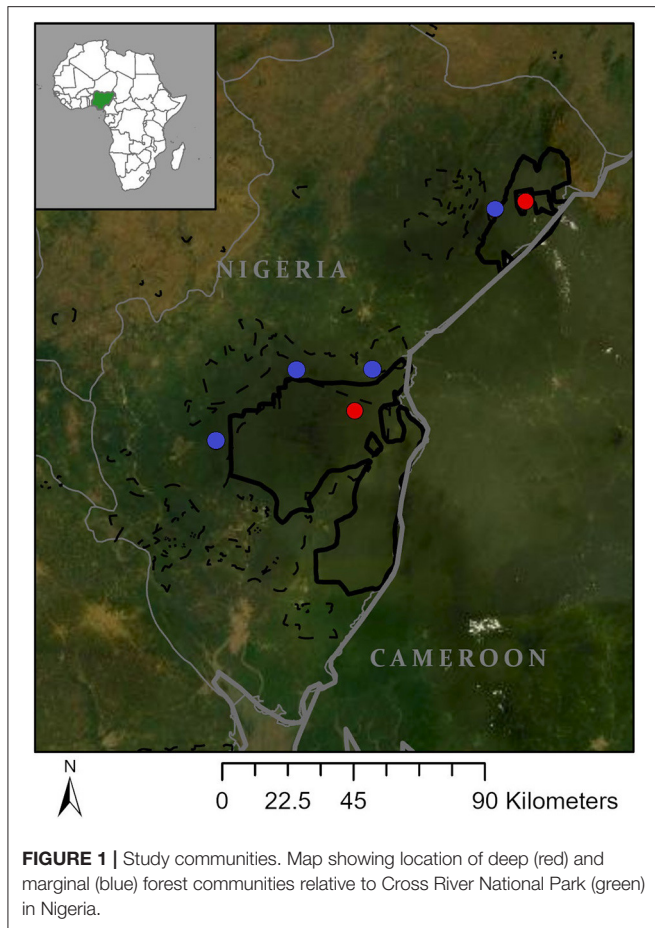 NIGERIA
CAMEROON
N
0 22.5 45 90 Kilometers
FIGURE 1 | Study communities. Map showing location of deep (red) and
marginal (blue) forest communities relative to Cross River National Park (green)
in Nigeria.